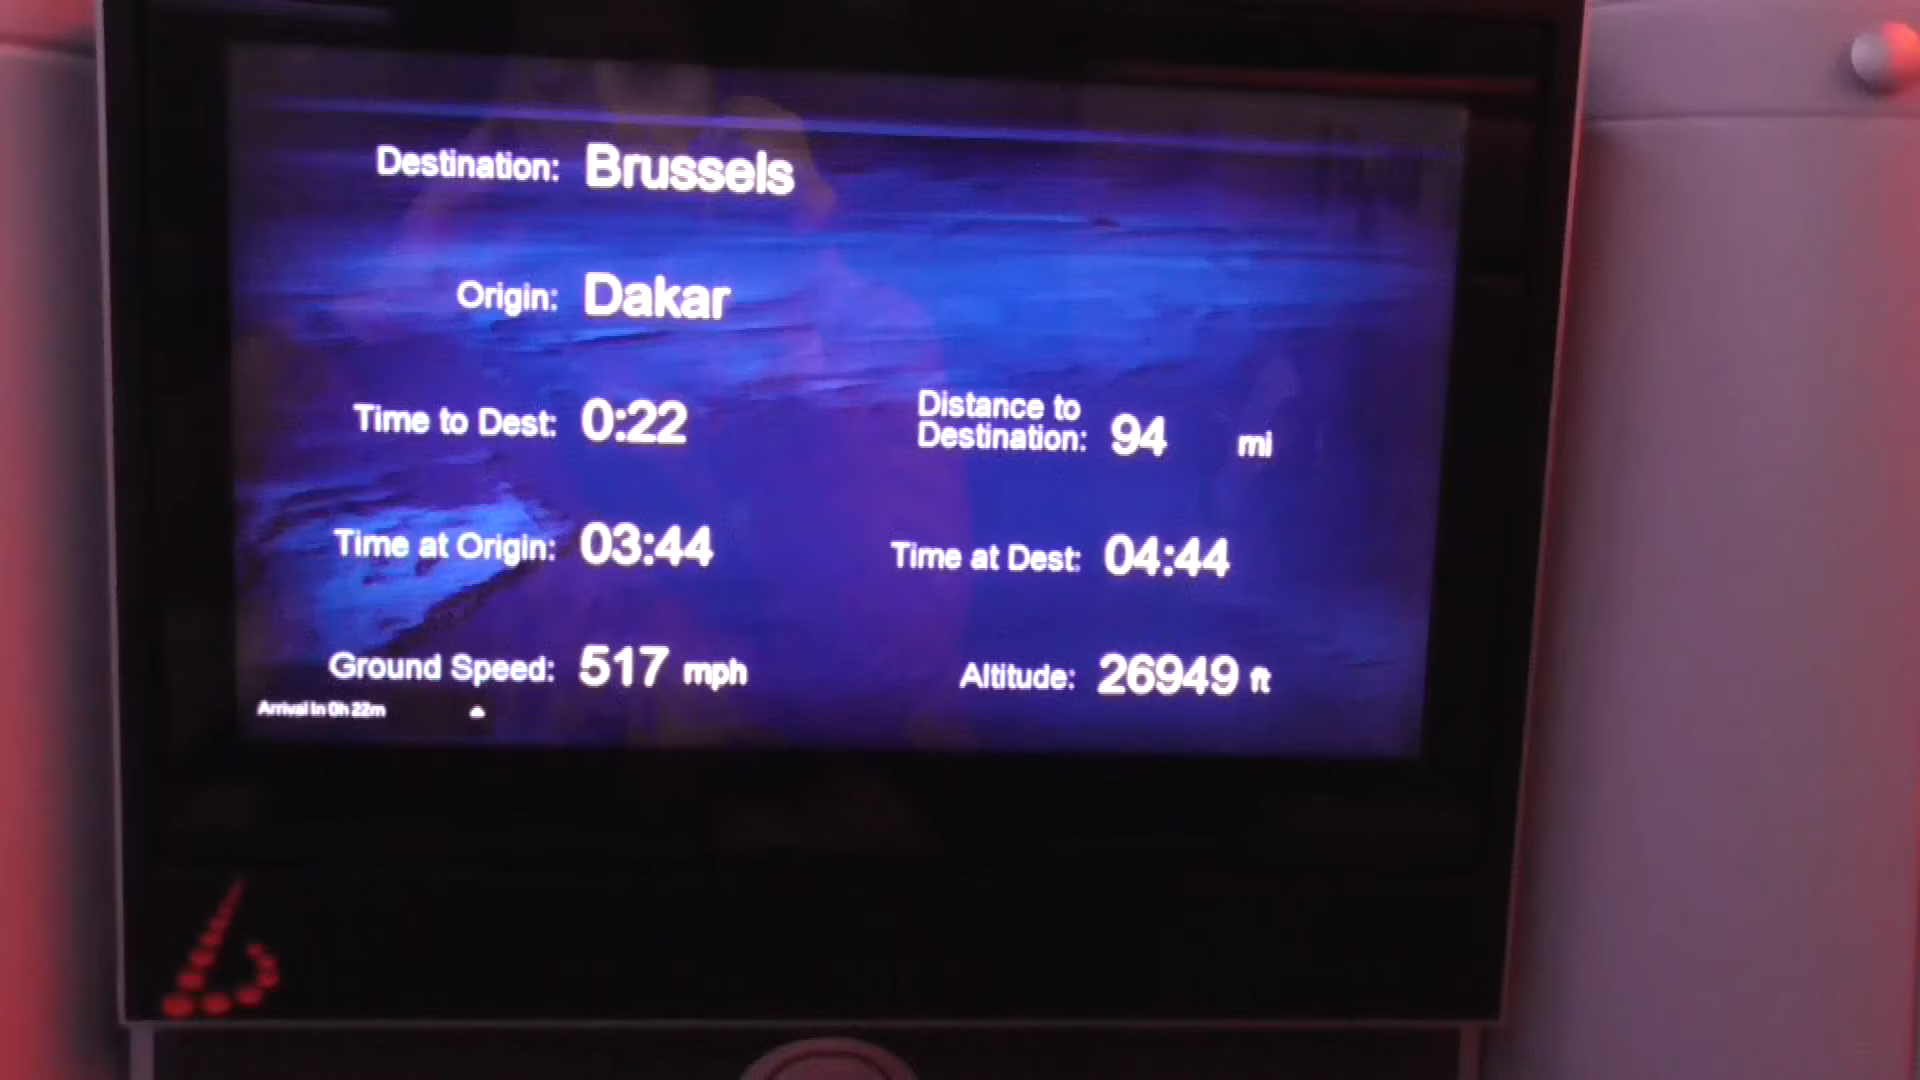 Destination: Brussels
Origin: Dakar
Time to Dest: 0:22
Distance to
Destination: 94 mi
Time at Origin: 03:44
Time at Dest: 04:44
Ground Speed: 517 mph
Altitude: 26949 ft
Arrival in 0h 22m